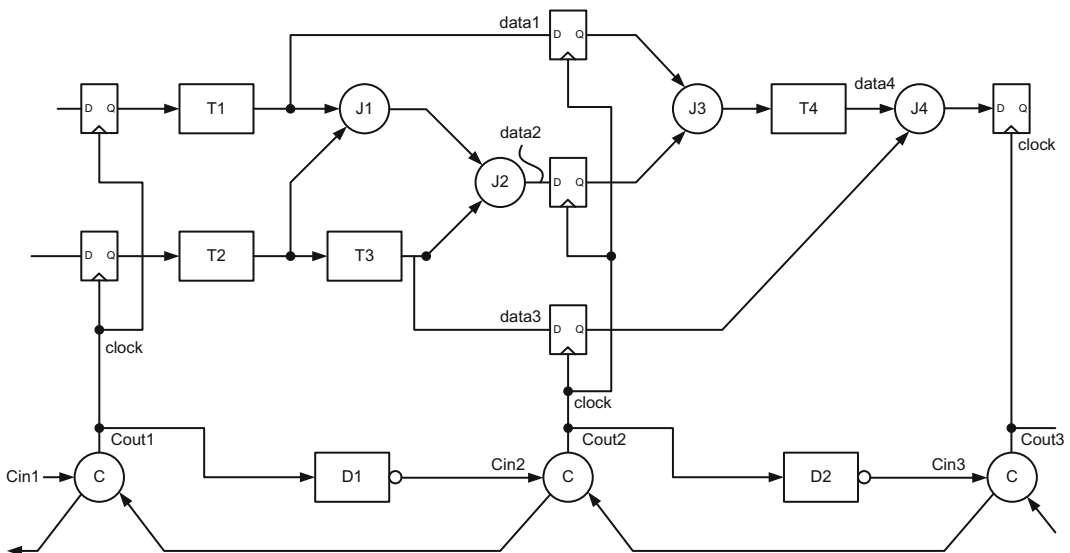 data1
D Q
D Q
T1
J1
J3
T4
data4
J4
D Q
clock
data2
J2
D Q
D Q
T2
T3
data3
D Q
clock
clock
Cout1
Cout2
Cout3
Cin1
C
D1
Cin2
C
D2
Cin3
C